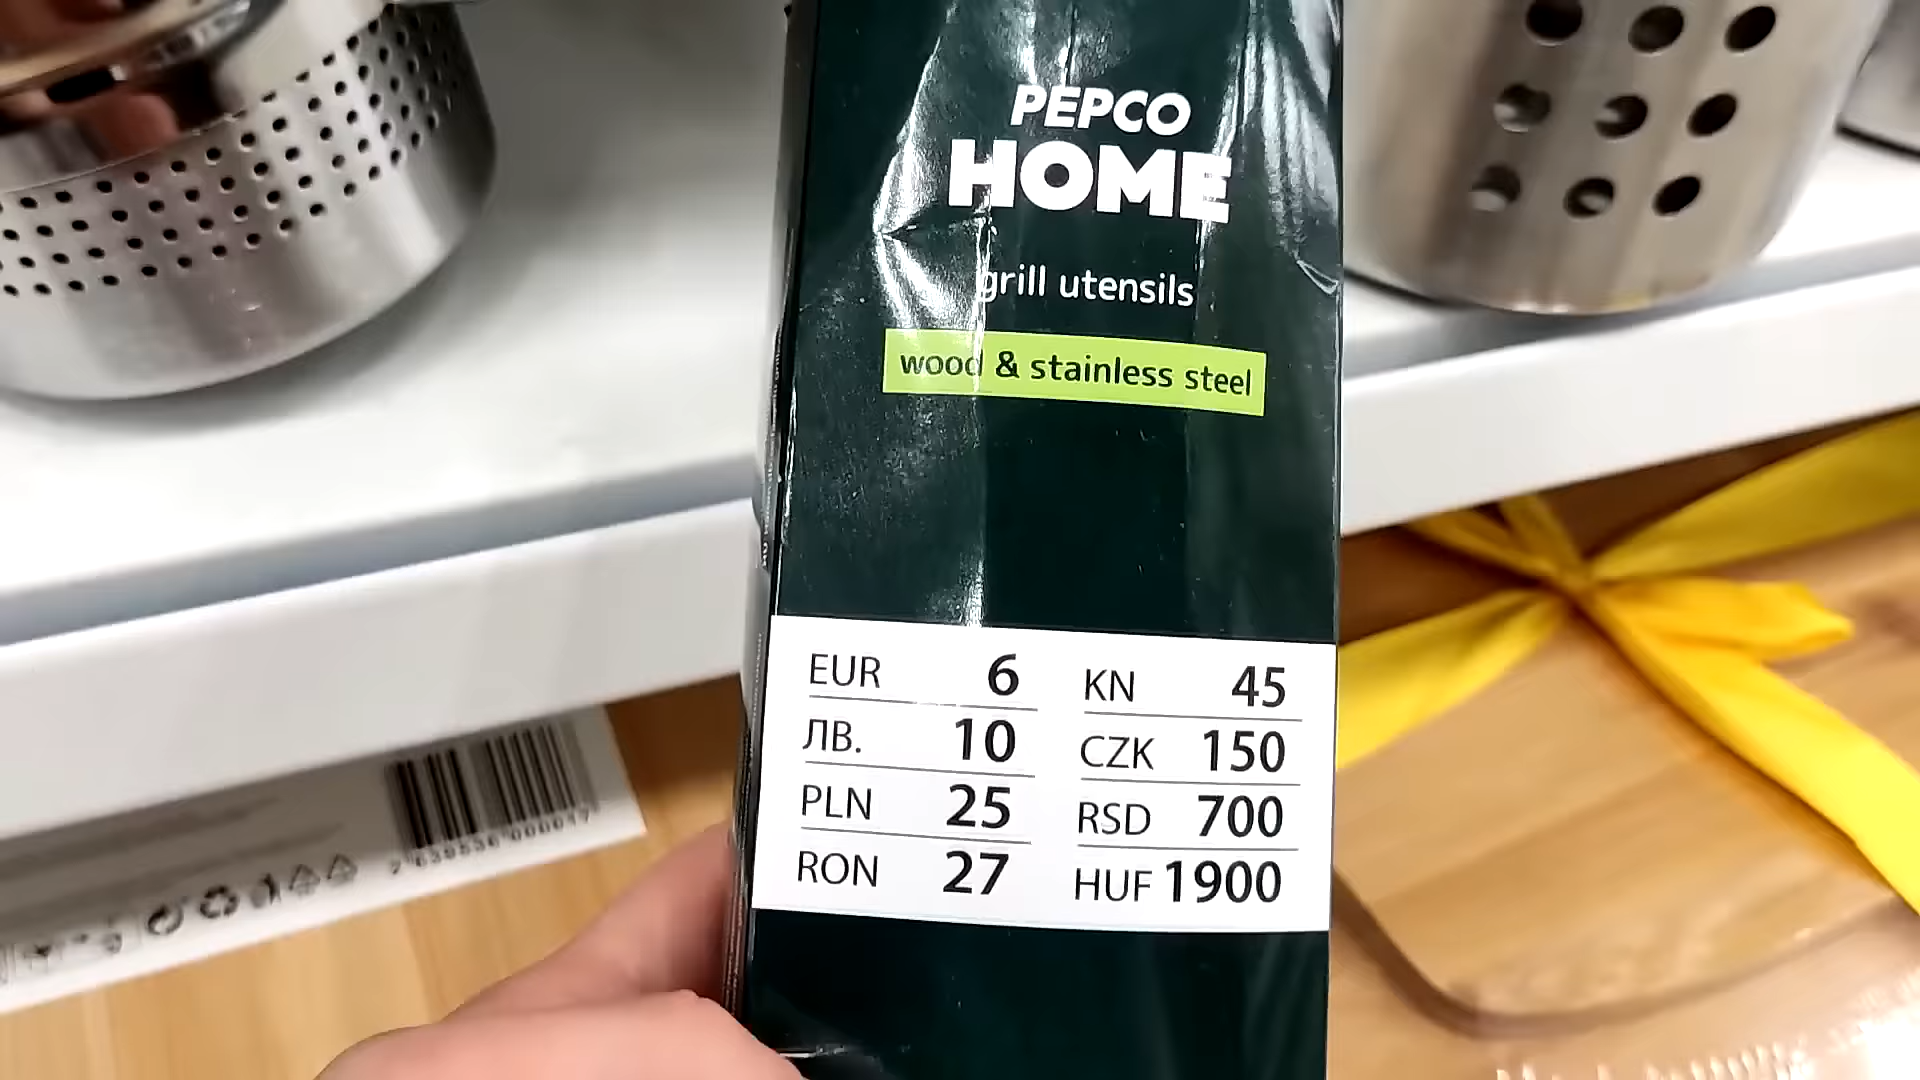 PEPCO
HOME
grill utensils
wood & stainless steel
EUR 6
ЛВ. 10
PLN 25
RON 27
KN 45
CZK 150
RSD 700
HUF 1900